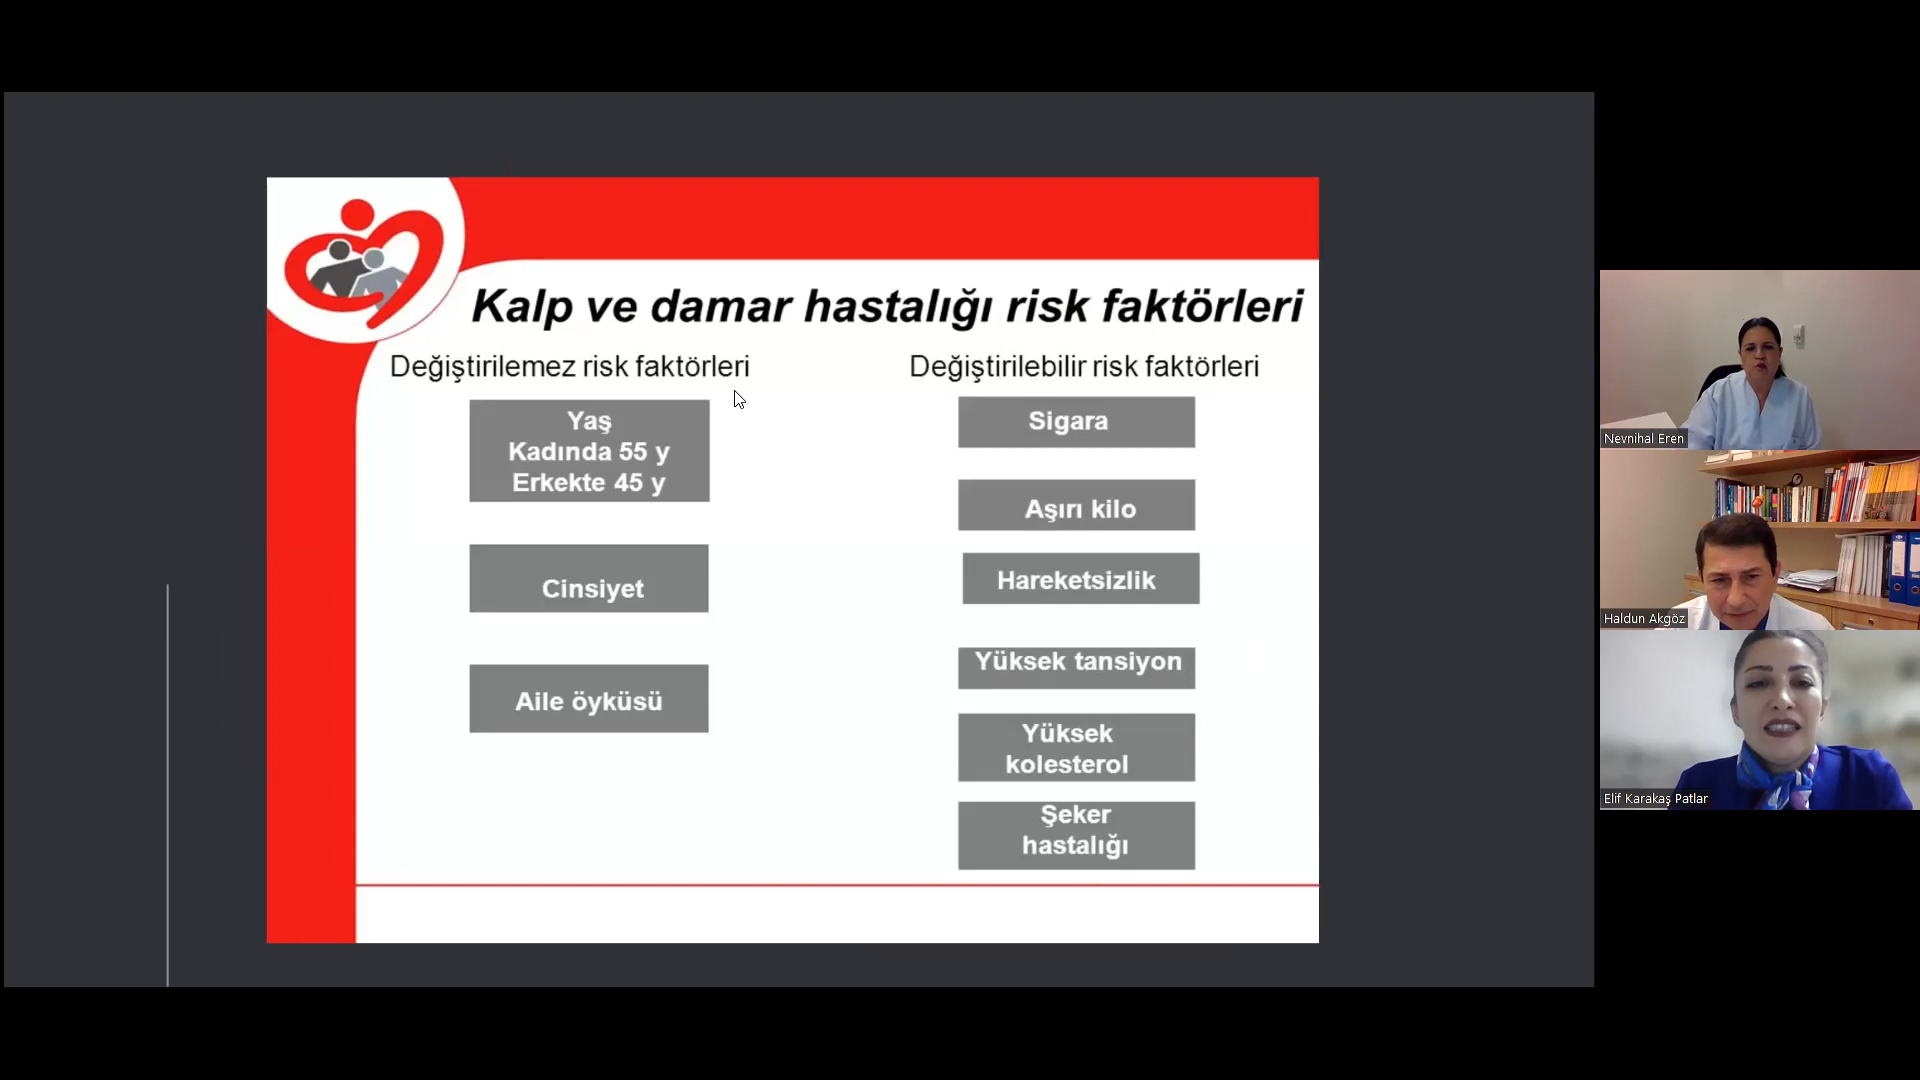 Kalp ve damar hastalığı risk faktörleri
Değiştirilemez risk faktörleri
Yaş
Kadında 55 y
Erkekte 45 y
Cinsiyet
Aile öyküsü
Değiştirilebilir risk faktörleri
Sigara
Aşırı kilo
Hareketsizlik
Yüksek tansiyon
Yüksek
kolesterol
Şeker
hastalığı
Nevnihal Eren
Haldun Akgöz
Elif Karakaş Patlar